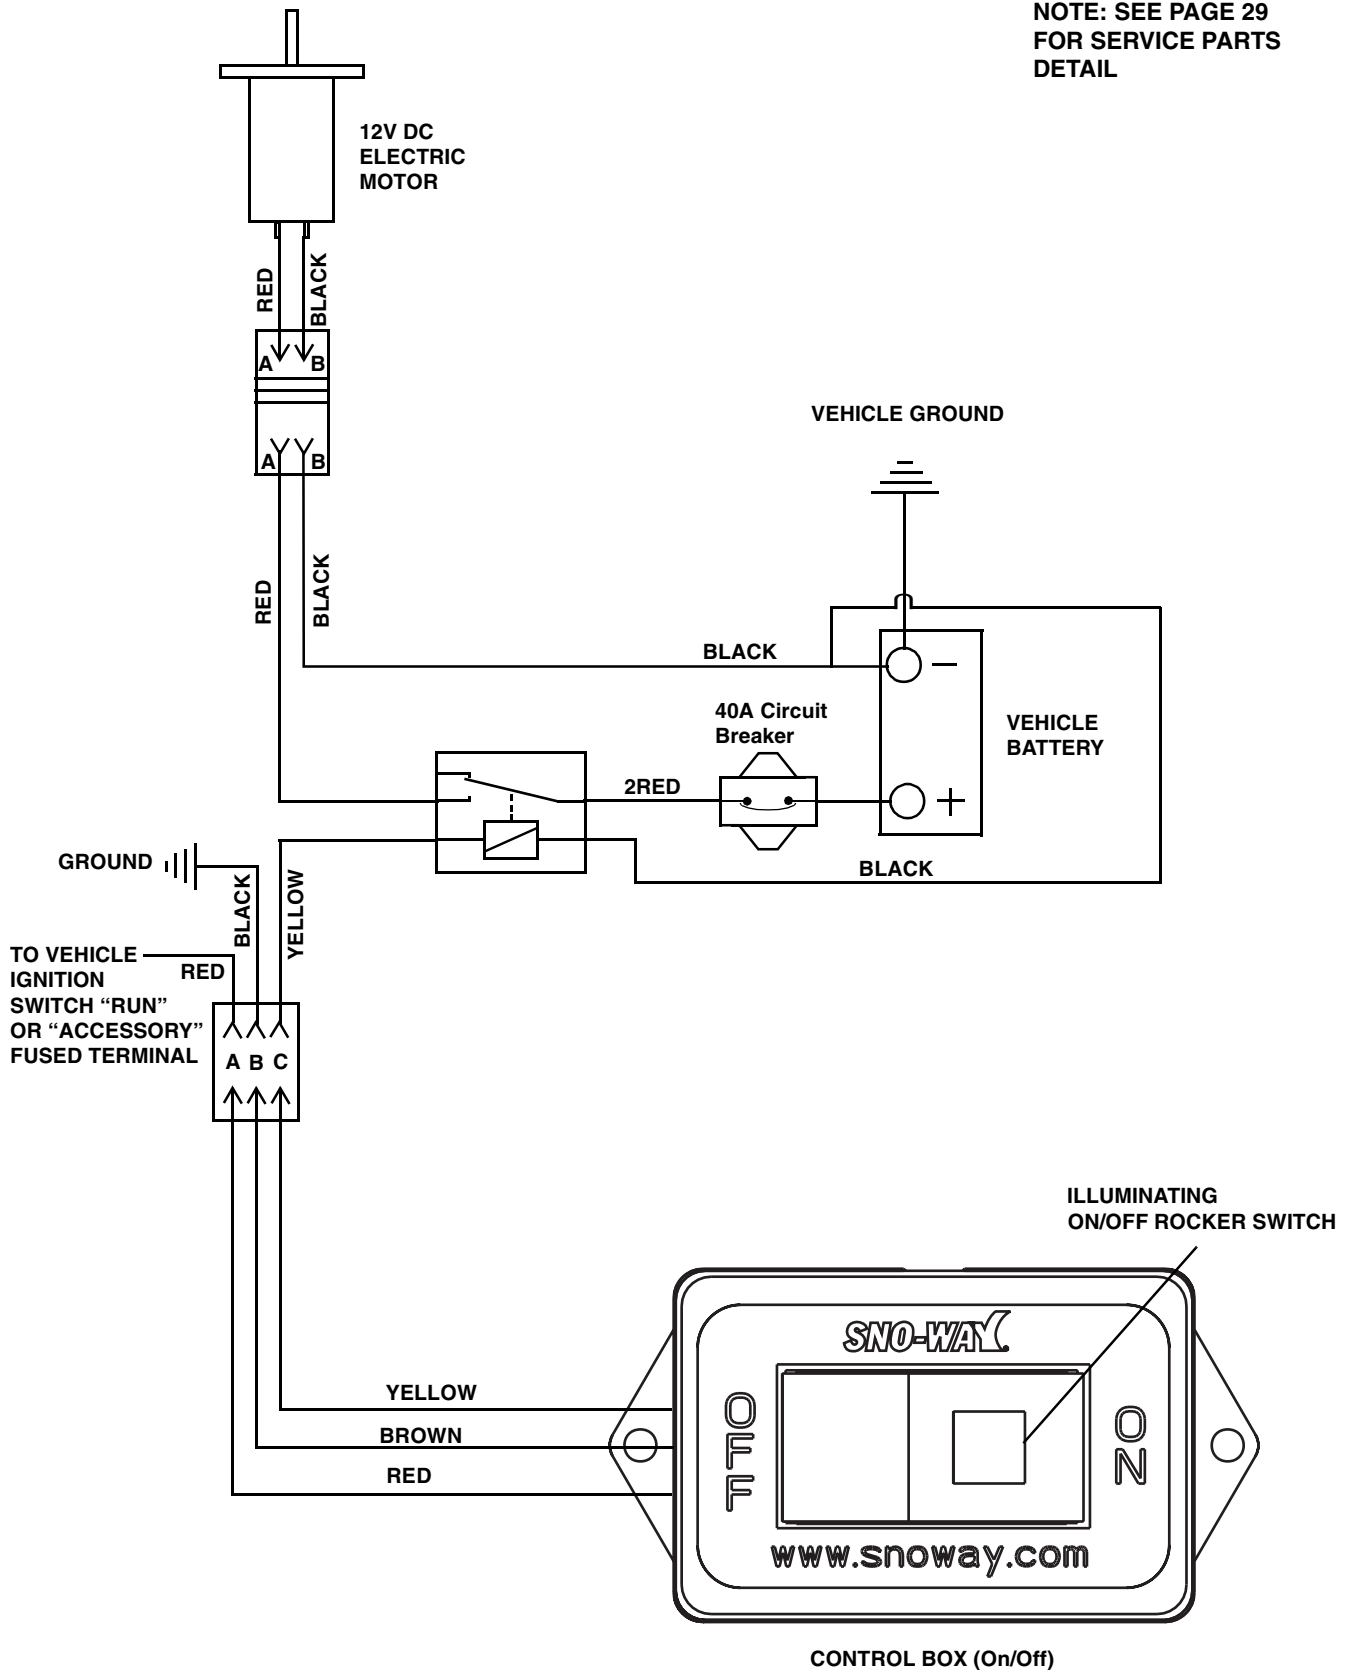 NOTE: SEE PAGE 29
FOR SERVICE PARTS
DETAIL
12V DC
ELECTRIC
MOTOR
RED
BLACK
A
B
A
B
VEHICLE GROUND
RED
BLACK
BLACK
40A Circuit
Breaker
VEHICLE
BATTERY
2RED
BLACK
GROUND
BLACK
YELLOW
TO VEHICLE
IGNITION
SWITCH “RUN”
OR “ACCESSORY”
FUSED TERMINAL
RED
A B C
ILLUMINATING
ON/OFF ROCKER SWITCH
YELLOW
BROWN
RED
SNO-WAY
OFF
ON
www.snoway.com
CONTROL BOX (On/Off)